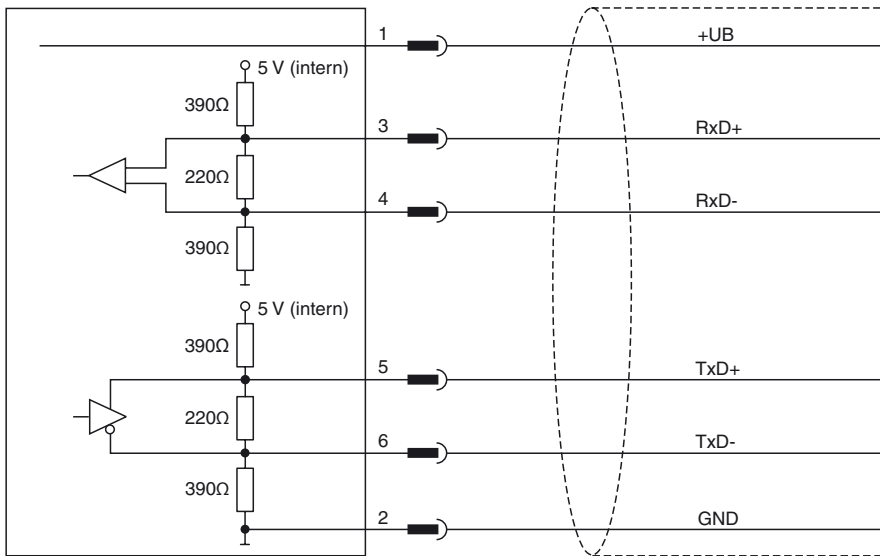 1
+UB
5 V (intern)
390Ω
3
RxD+
220Ω
4
RxD-
390Ω
5 V (intern)
390Ω
5
TxD+
220Ω
6
TxD-
390Ω
2
GND